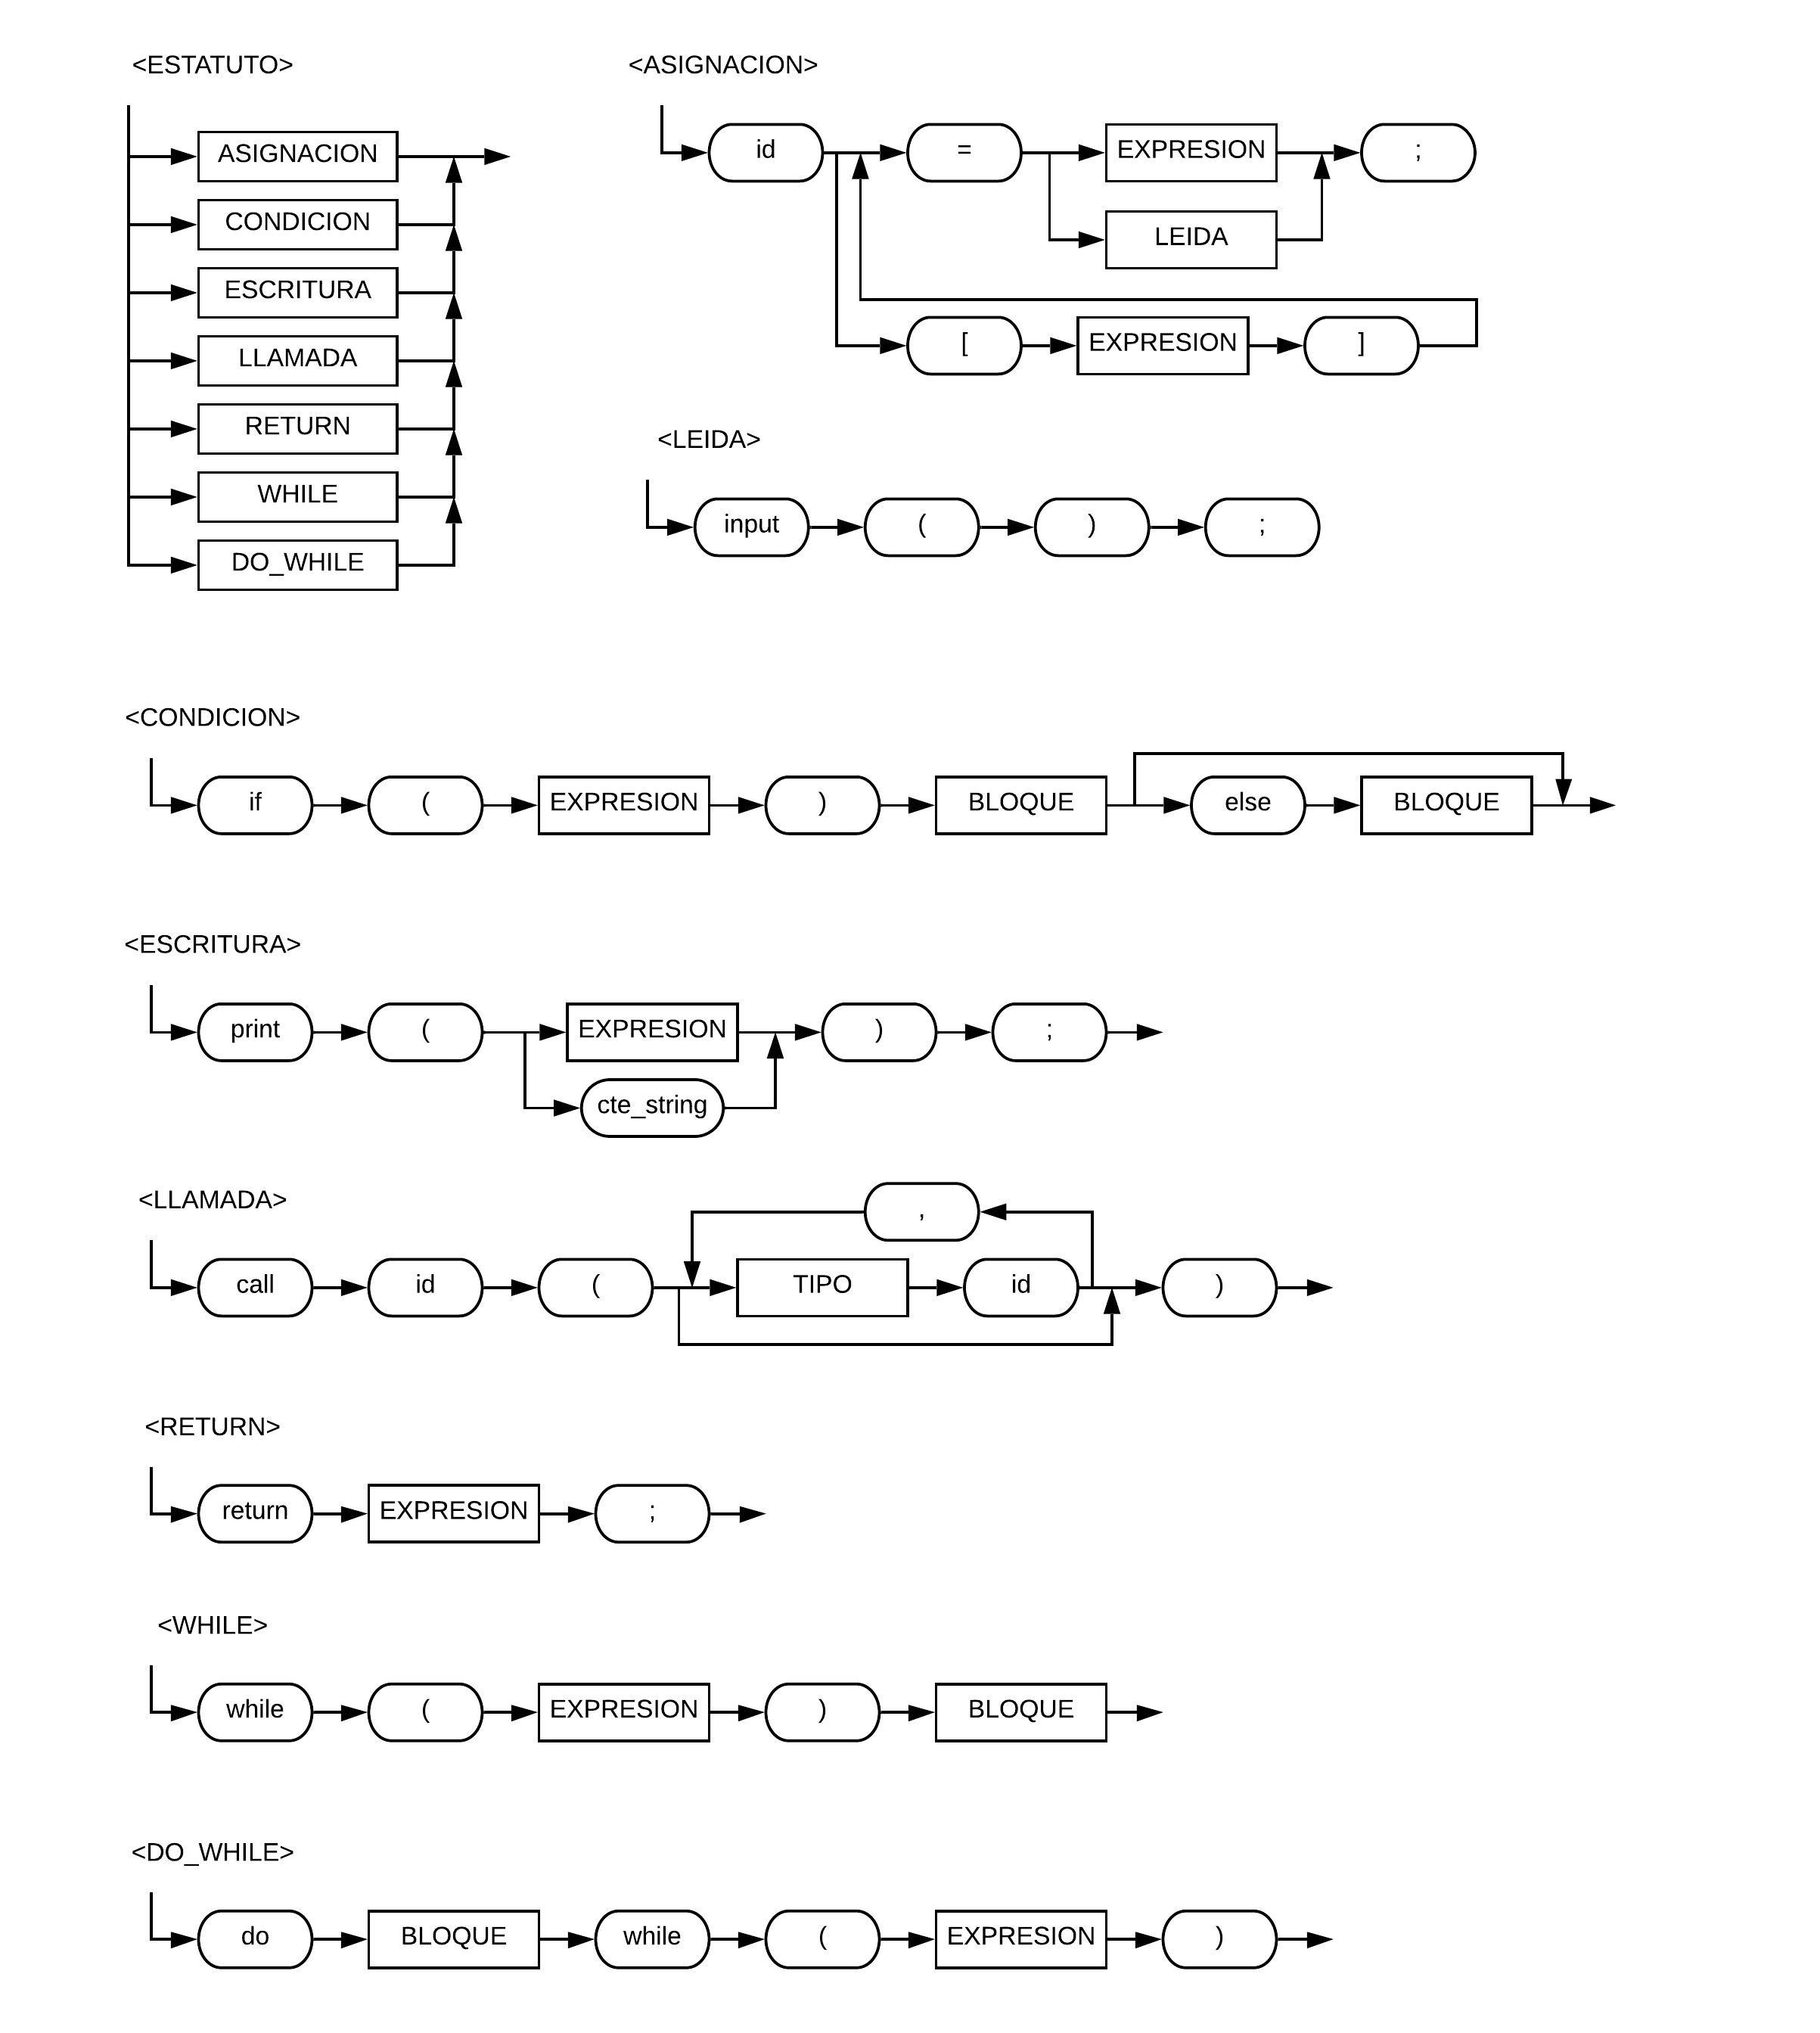 <ESTATUTO>
ASIGNACION
CONDICION
ESCRITURA
LLAMADA
RETURN
WHILE
DO_WHILE
<ASIGNACION>
id = EXPRESION ;
LEIDA
[ EXPRESION ]
<LEIDA>
input ( ) ;
<CONDICION>
if ( EXPRESION ) BLOQUE else BLOQUE
<ESCRITURA>
print ( EXPRESION ) ;
cte_string
<LLAMADA>
,
call id ( TIPO id )
<RETURN>
return EXPRESION ;
<WHILE>
while ( EXPRESION ) BLOQUE
<DO_WHILE>
do BLOQUE while ( EXPRESION )